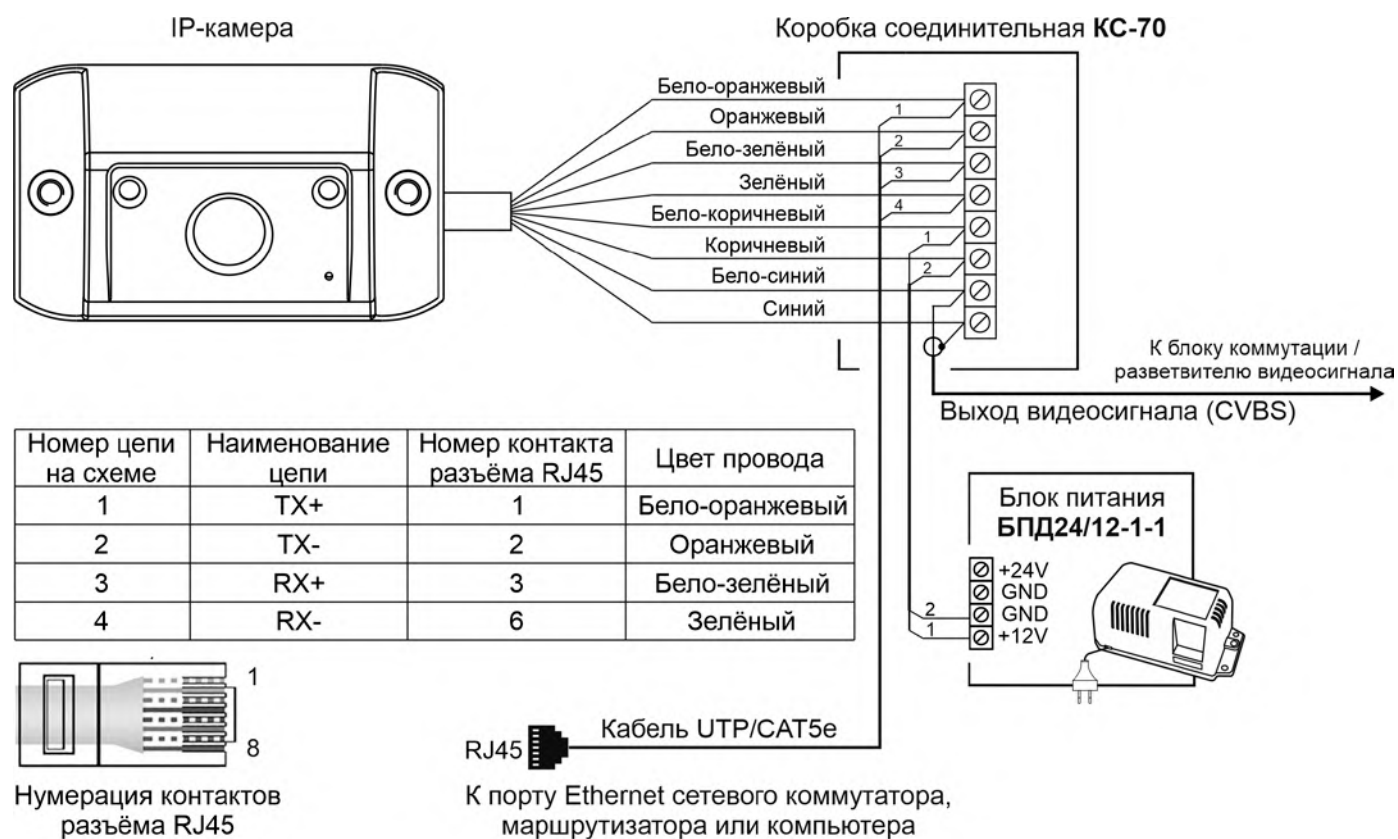 IP-камера
Коробка соединительная КС-70
Бело-оранжевый
1
Оранжевый
2
Бело-зелёный
3
Зелёный
4
Бело-коричневый
1
Коричневый
2
Бело-синий
Синий
К блоку коммутации /
разветвителю видеосигнала
Выход видеосигнала (CVBS)
Номер цепи на схеме | Наименование цепи | Номер контакта разъёма RJ45 | Цвет провода
1 | TX+ | 1 | Бело-оранжевый
2 | TX- | 2 | Оранжевый
3 | RX+ | 3 | Бело-зелёный
4 | RX- | 6 | Зелёный
Блок питания
БПД24/12-1-1
+24V
GND
2 GND
1 +12V
1
8
Нумерация контактов
разъёма RJ45
RJ45
Кабель UTP/CAT5e
К порту Ethernet сетевого коммутатора,
маршрутизатора или компьютера